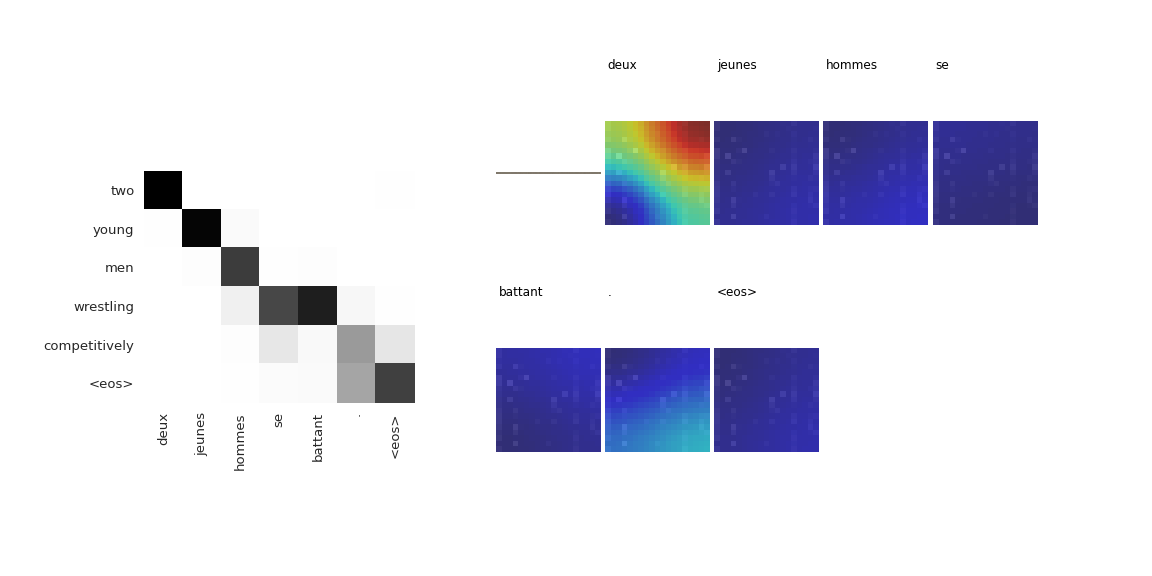 two
young
men
wrestling
competitively
<eos>
deux
jeunes
hommes
se
battant
.
<eos>
deux
jeunes
hommes
se
battant
.
<eos>